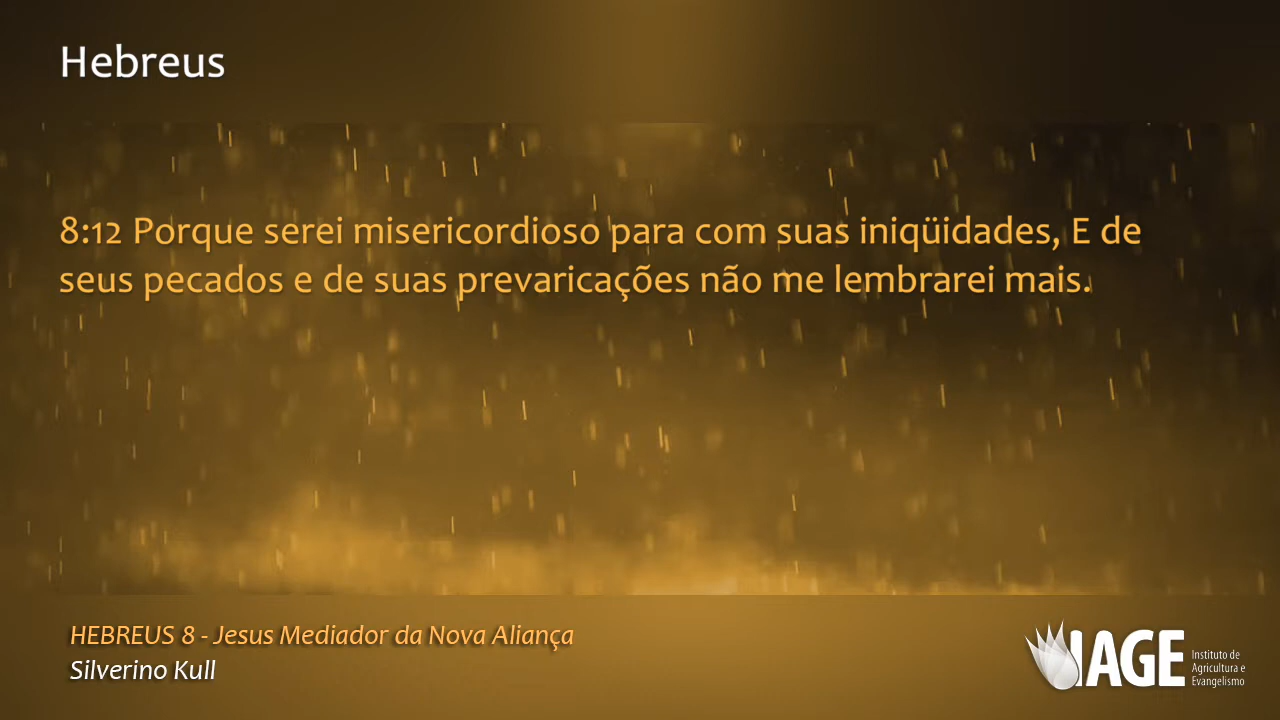 Hebreus
8:12 Porque serei misericordioso para com suas iniqüidades, E de
seus pecados e de suas prevaricações não me lembrarei mais.
HEBREUS 8 - Jesus Mediador da Nova Aliança
Silverino Kull
IAGE
Instituto de
Agricultura e
Evangelismo